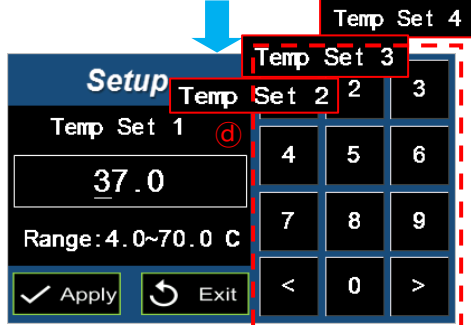 Temp Set 4
Temp Set 3
Temp Set 2
Setup
Temp Set 1
ⓓ
37.0
Range:4.0~70.0 C
Apply
Exit
2 3
4 5 6
7 8 9
< 0 >